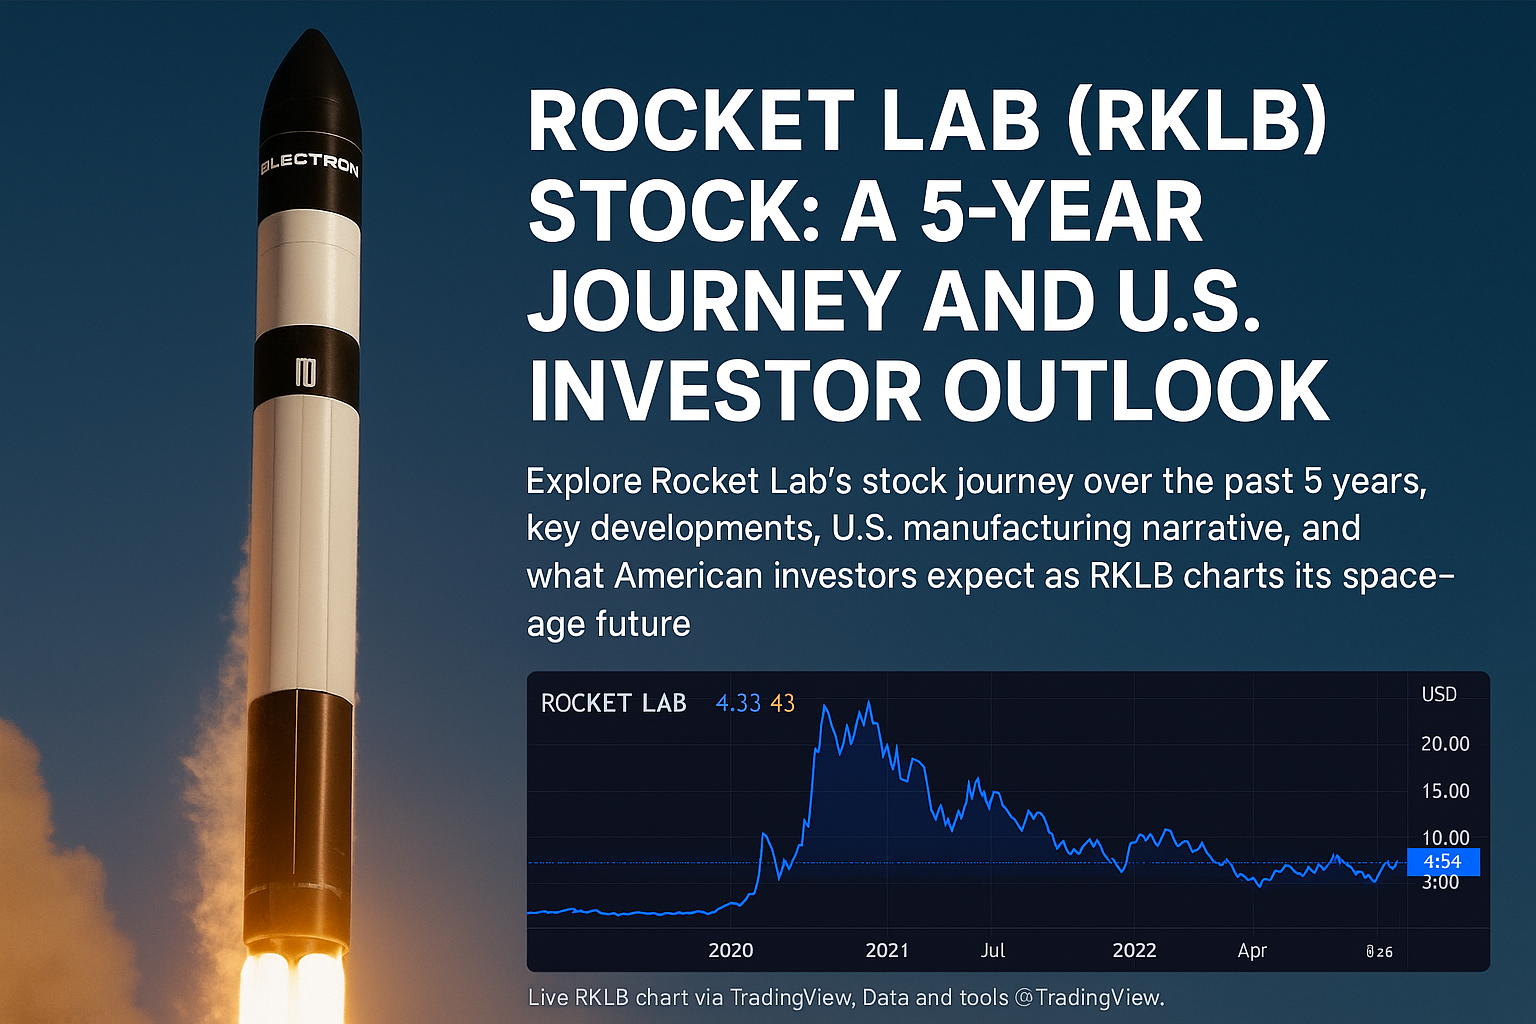 ELECTRON
ROCKET LAB (RKLB)
STOCK: A 5-YEAR
JOURNEY AND U.S.
INVESTOR OUTLOOK
Explore Rocket Lab's stock journey over the past 5 years,
key developments, U.S. manufacturing narrative, and
what American investors expect as RKLB charts its space–
age future
ROCKET LAB 4.33 43
USD
20.00
15.00
10.00
4:54
3:00
2020 2021 Jul 2022 Apr 26
Live RKLB chart via TradingView, Data and tools @TradingView.